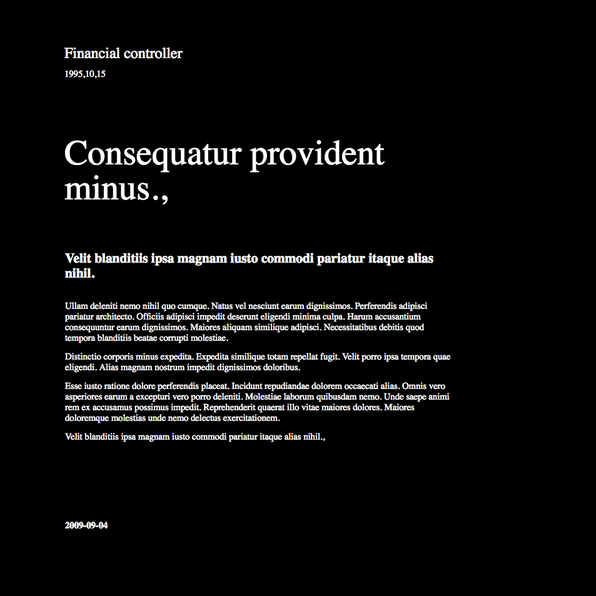 Financial controller
1995,10,15
Consequatur provident
minus.,
Velit blanditiis ipsa magnam iusto commodi pariatur itaque alias
nihil.
Ullam deleniti nemo nihil quo cumque. Natus vel nesciunt earum dignissimos. Perferendis adipisci
pariatur architecto. Officiis adipisci impedit deserunt eligendi minima culpa. Harum accusantium
consequuntur earum dignissimos. Maiores aliquam similique adipisci. Necessitatibus debitis quod
tempora blanditiis beatae corrupti molestiae.
Distinctio corporis minus expedita. Expedita similique totam repellat fugit. Velit porro ipsa tempora quae
eligendi. Alias magnam nostrum impedit dignissimos doloribus.
Esse iusto ratione dolore perferendis placeat. Incidunt repudiandae dolorem occaecati alias. Omnis vero
asperiores earum a excepturi vero porro deleniti. Molestiae laborum quibusdam nemo. Unde saepe animi
rem ex accusamus possimus impedit. Reprehenderit quaerat illo vitae maiores dolores. Maiores
doloremque molestias unde nemo delectus exercitationem.
Velit blanditiis ipsa magnam iusto commodi pariatur itaque alias nihil.,
2009-09-04